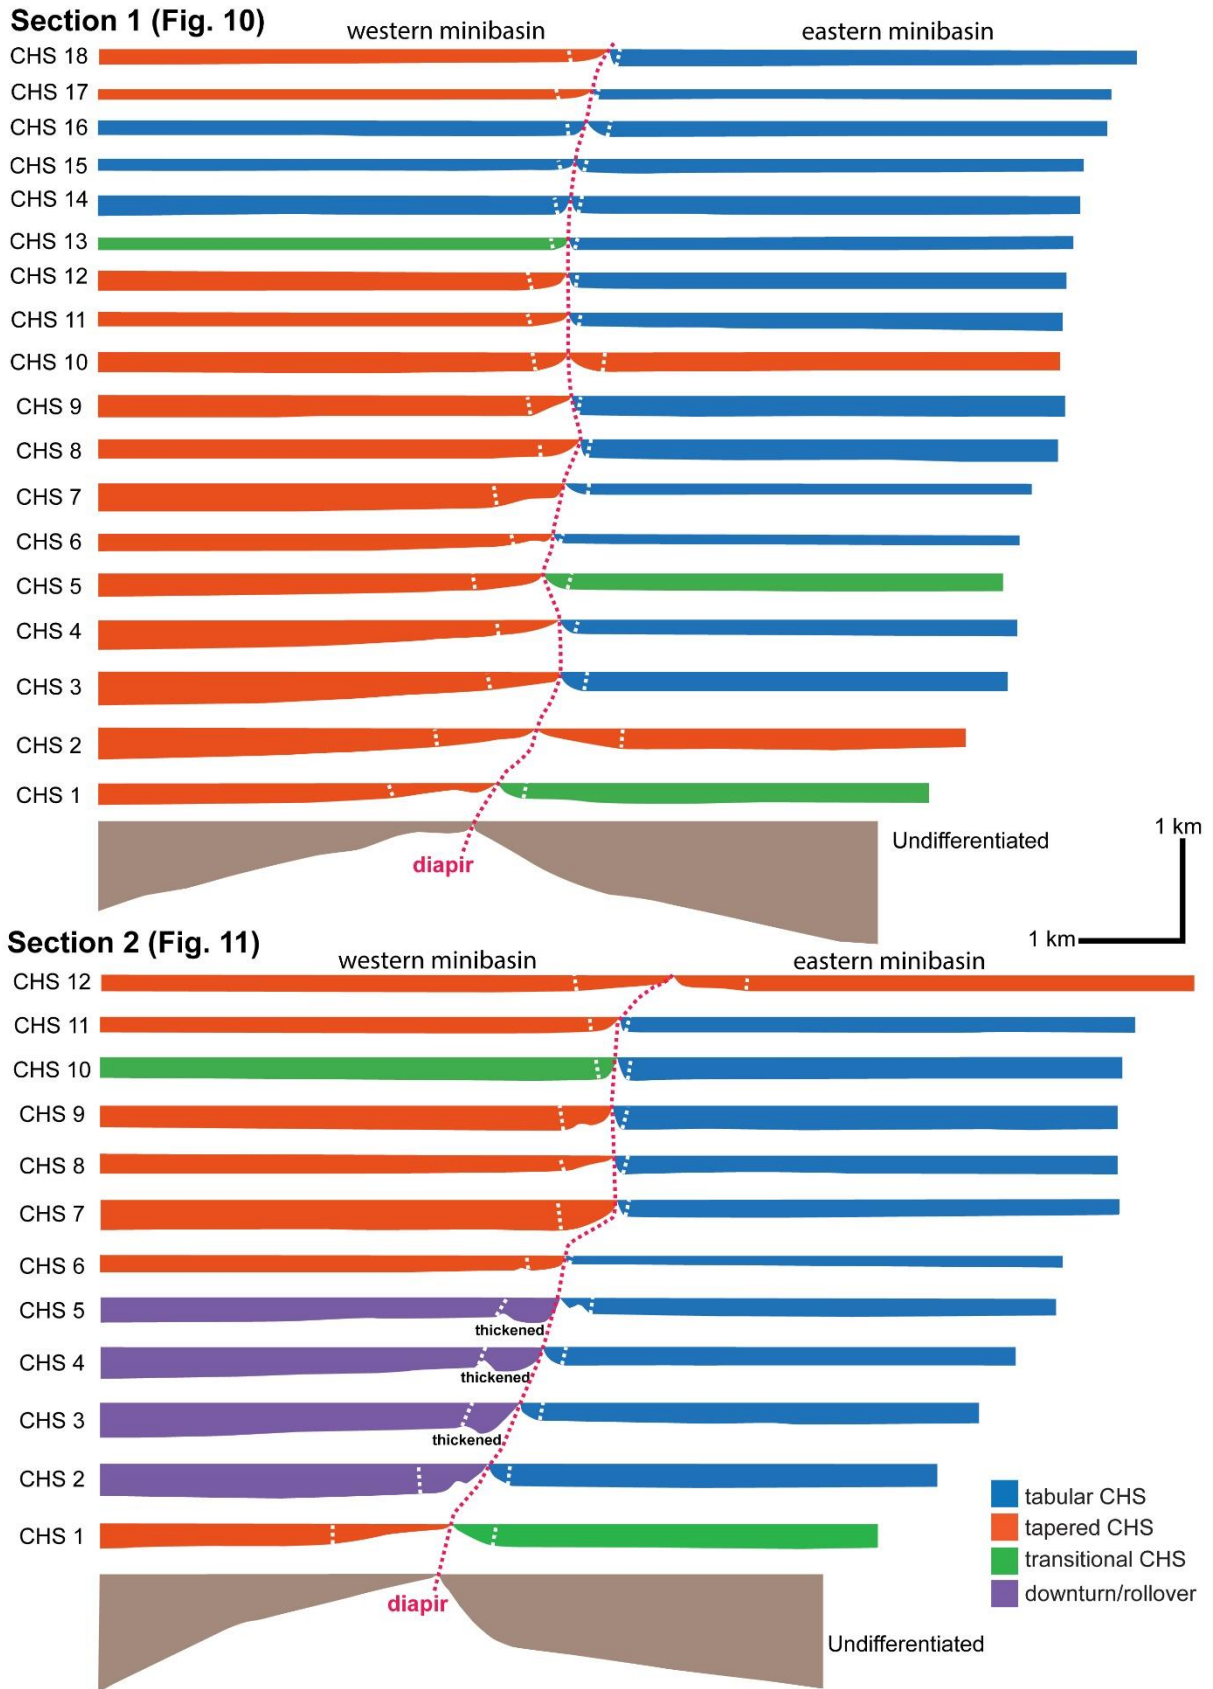 Section 1 (Fig. 10)
western minibasin
eastern minibasin
CHS 18
CHS 17
CHS 16
CHS 15
CHS 14
CHS 13
CHS 12
CHS 11
CHS 10
CHS 9
CHS 8
CHS 7
CHS 6
CHS 5
CHS 4
CHS 3
CHS 2
CHS 1
Undifferentiated
diapir
1 km
1 km
Section 2 (Fig. 11)
western minibasin
eastern minibasin
CHS 12
CHS 11
CHS 10
CHS 9
CHS 8
CHS 7
CHS 6
CHS 5
thickened
CHS 4
thickened
CHS 3
thickened
CHS 2
CHS 1
tabular CHS
tapered CHS
transitional CHS
downturn/rollover
diapir
Undifferentiated